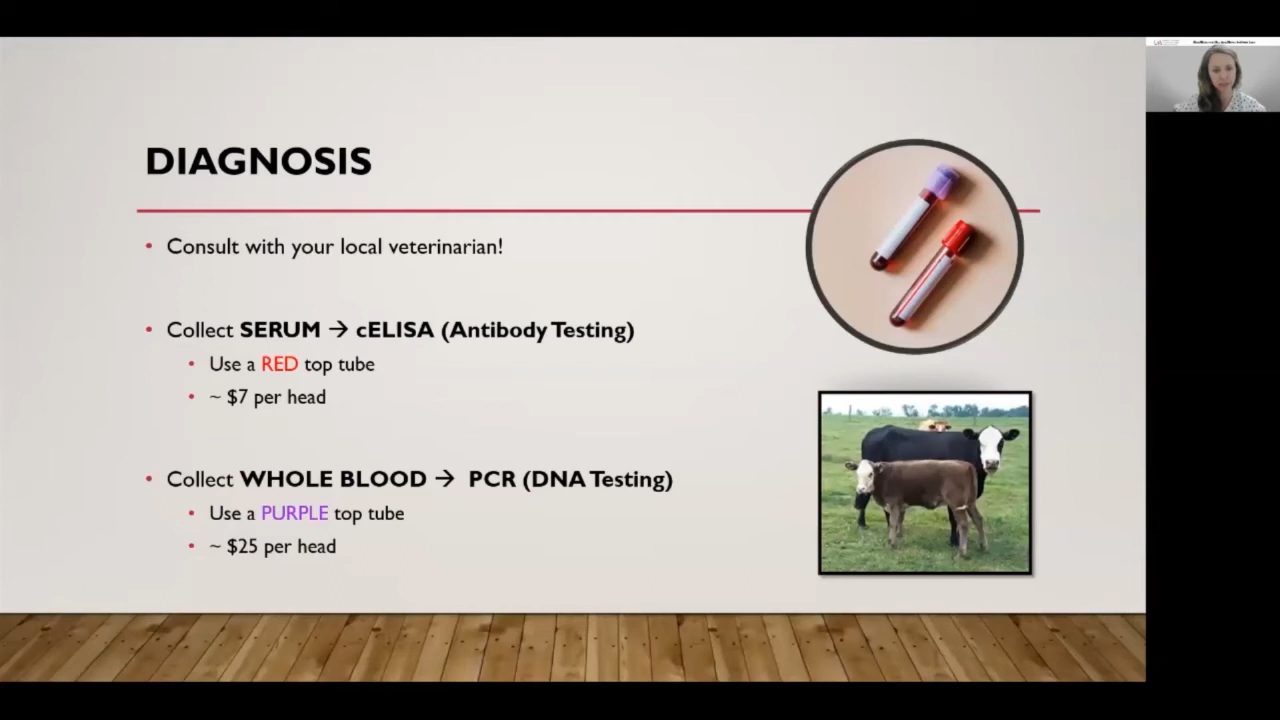 DIAGNOSIS
• Consult with your local veterinarian!
• Collect SERUM → cELISA (Antibody Testing)
• Use a RED top tube
• ~ $7 per head
• Collect WHOLE BLOOD → PCR (DNA Testing)
• Use a PURPLE top tube
• ~ $25 per head